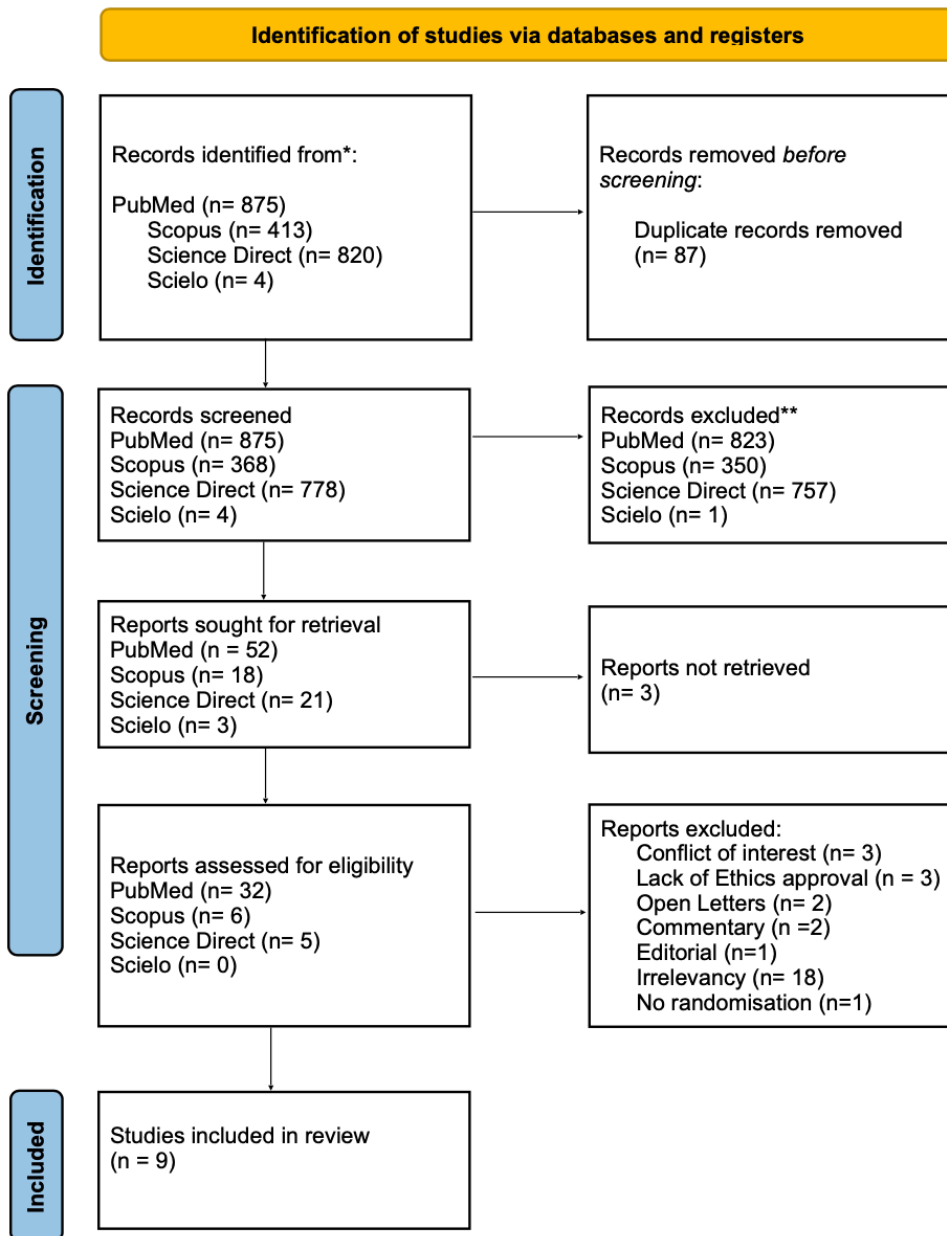 Identification of studies via databases and registers
Identification
Records identified from*:
PubMed (n= 875)
Scopus (n= 413)
Science Direct (n= 820)
Scielo (n= 4)
Records removed before
screening:
Duplicate records removed
(n= 87)
Screening
Records screened
PubMed (n= 875)
Scopus (n= 368)
Science Direct (n= 778)
Scielo (n= 4)
Records excluded**
PubMed (n= 823)
Scopus (n= 350)
Science Direct (n= 757)
Scielo (n= 1)
Reports sought for retrieval
PubMed (n = 52)
Scopus (n= 18)
Science Direct (n= 21)
Scielo (n= 3)
Reports not retrieved
(n= 3)
Reports assessed for eligibility
PubMed (n= 32)
Scopus (n= 6)
Science Direct (n= 5)
Scielo (n= 0)
Reports excluded:
Conflict of interest (n= 3)
Lack of Ethics approval (n = 3)
Open Letters (n= 2)
Commentary (n =2)
Editorial (n=1)
Irrelevancy (n= 18)
No randomisation (n=1)
Included
Studies included in review
(n = 9)